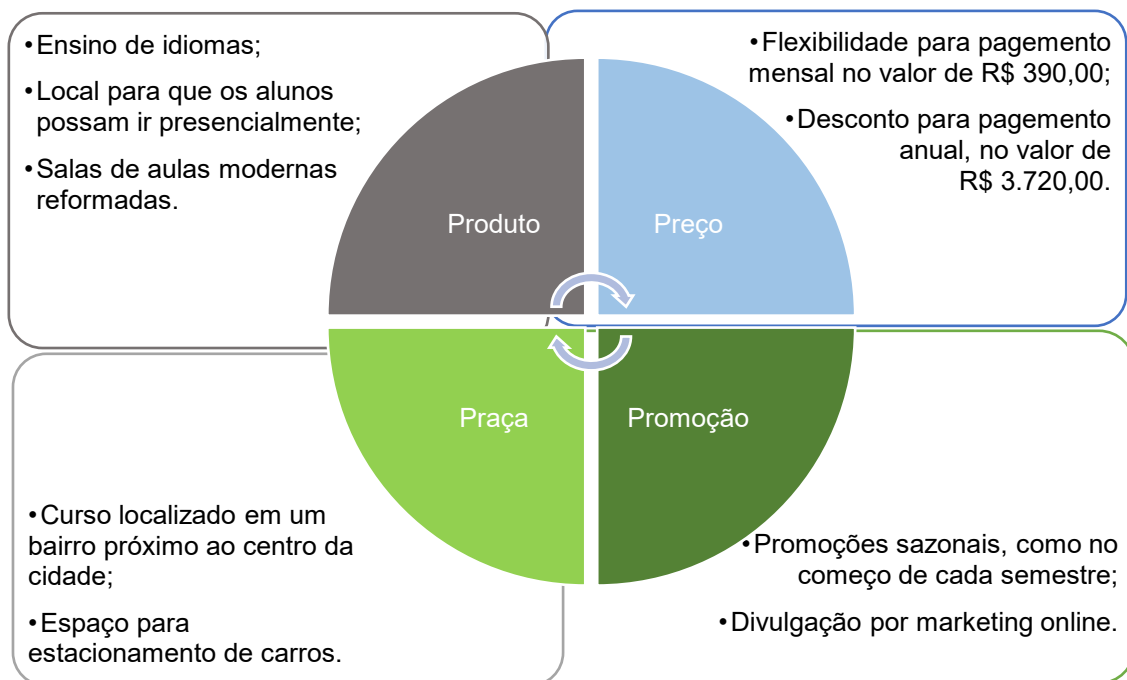 •Ensino de idiomas;
•Local para que os alunos
possam ir presencialmente;
•Salas de aulas modernas
reformadas.
•Flexibilidade para pagemento
mensal no valor de R$ 390,00;
•Desconto para pagemento
anual, no valor de
R$ 3.720,00.
Produto
Preço
Praça
Promoção
•Curso localizado em um
bairro próximo ao centro da
cidade;
•Espaço para
estacionamento de carros.
•Promoções sazonais, como no
começo de cada semestre;
•Divulgação por marketing online.